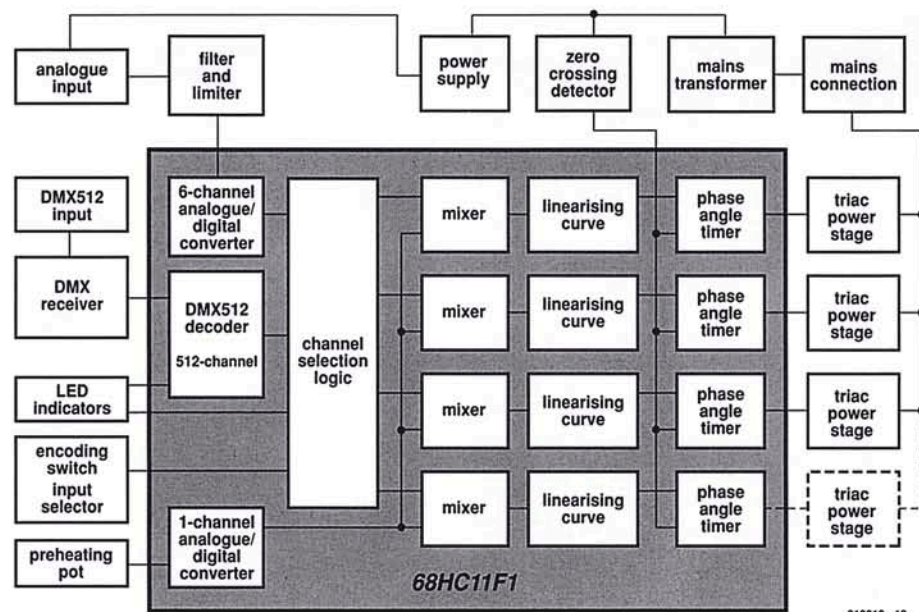 analogue
input
filter
and
limiter
power
supply
zero
crossing
detector
mains
transformer
mains
connection
DMX512
input
DMX
receiver
LED
indicators
encoding
switch
input
selector
preheating
pot
6-channel
analogue/
digital
converter
DMX512
decoder
512-channel
1-channel
analogue/
digital
converter
channel
selection
logic
mixer
linearising
curve
phase
angle
timer
triac
power
stage
mixer
linearising
curve
phase
angle
timer
triac
power
stage
mixer
linearising
curve
phase
angle
timer
triac
power
stage
mixer
linearising
curve
phase
angle
timer
triac
power
stage
68HC11F1